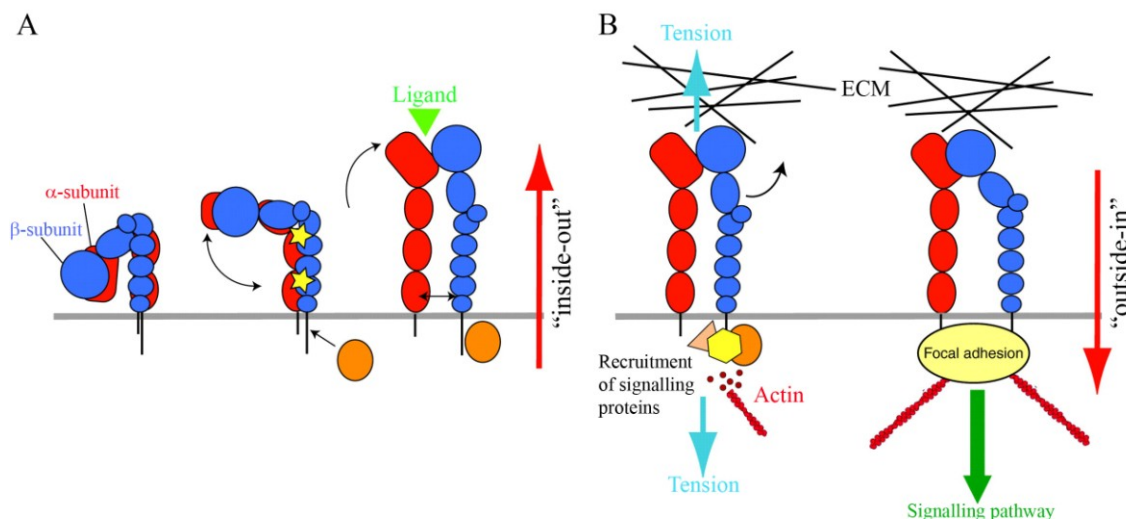 A
Ligand
α-subunit
β-subunit
“inside-out”
B
Tension
ECM
Recruitment
of signalling
proteins
Actin
Tension
Focal adhesion
Signalling pathway
“outside-in”